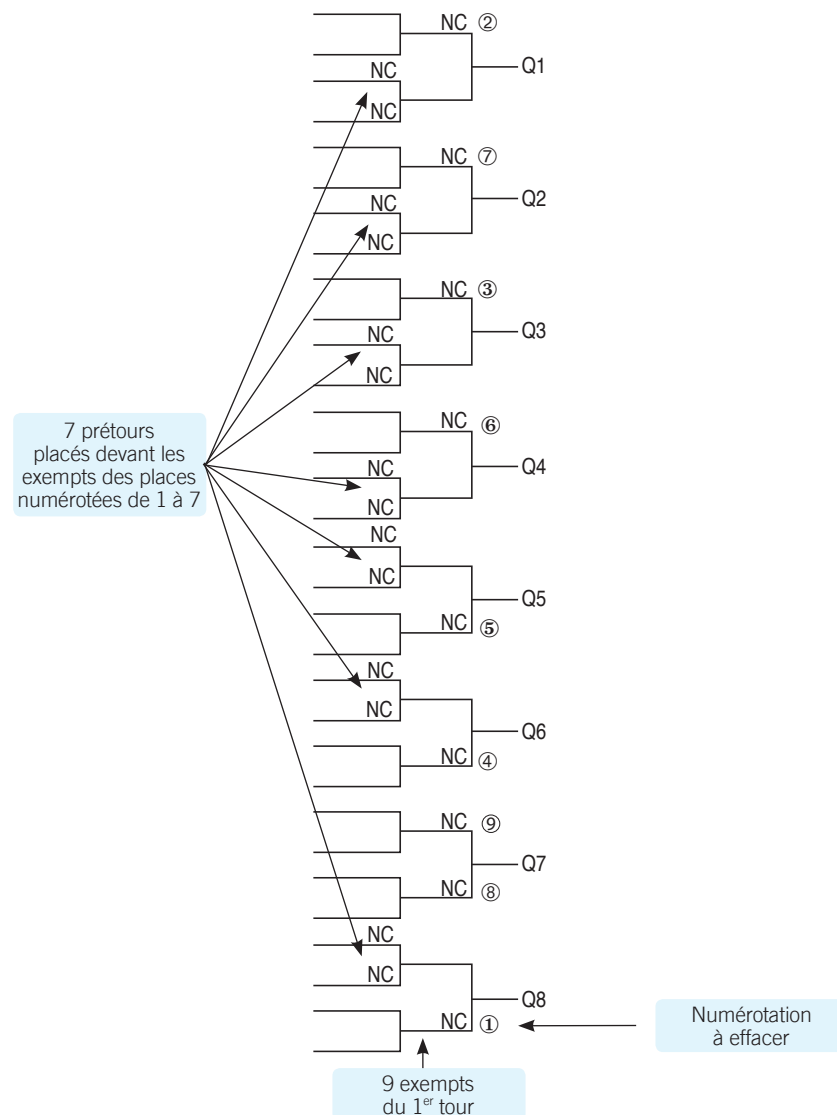 NC ②
NC
Q1
NC
NC ⑦
NC
Q2
NC
NC ③
NC
Q3
NC
7 prétours
placés devant les
exempts des places
numérotées de 1 à 7
NC ⑥
NC
Q4
NC
NC
NC
Q5
NC ⑤
NC
NC
Q6
NC ④
NC ⑨
Q7
NC ⑧
NC
NC
Q8
NC ①
Numérotation
à effacer
9 exempts
du 1er tour